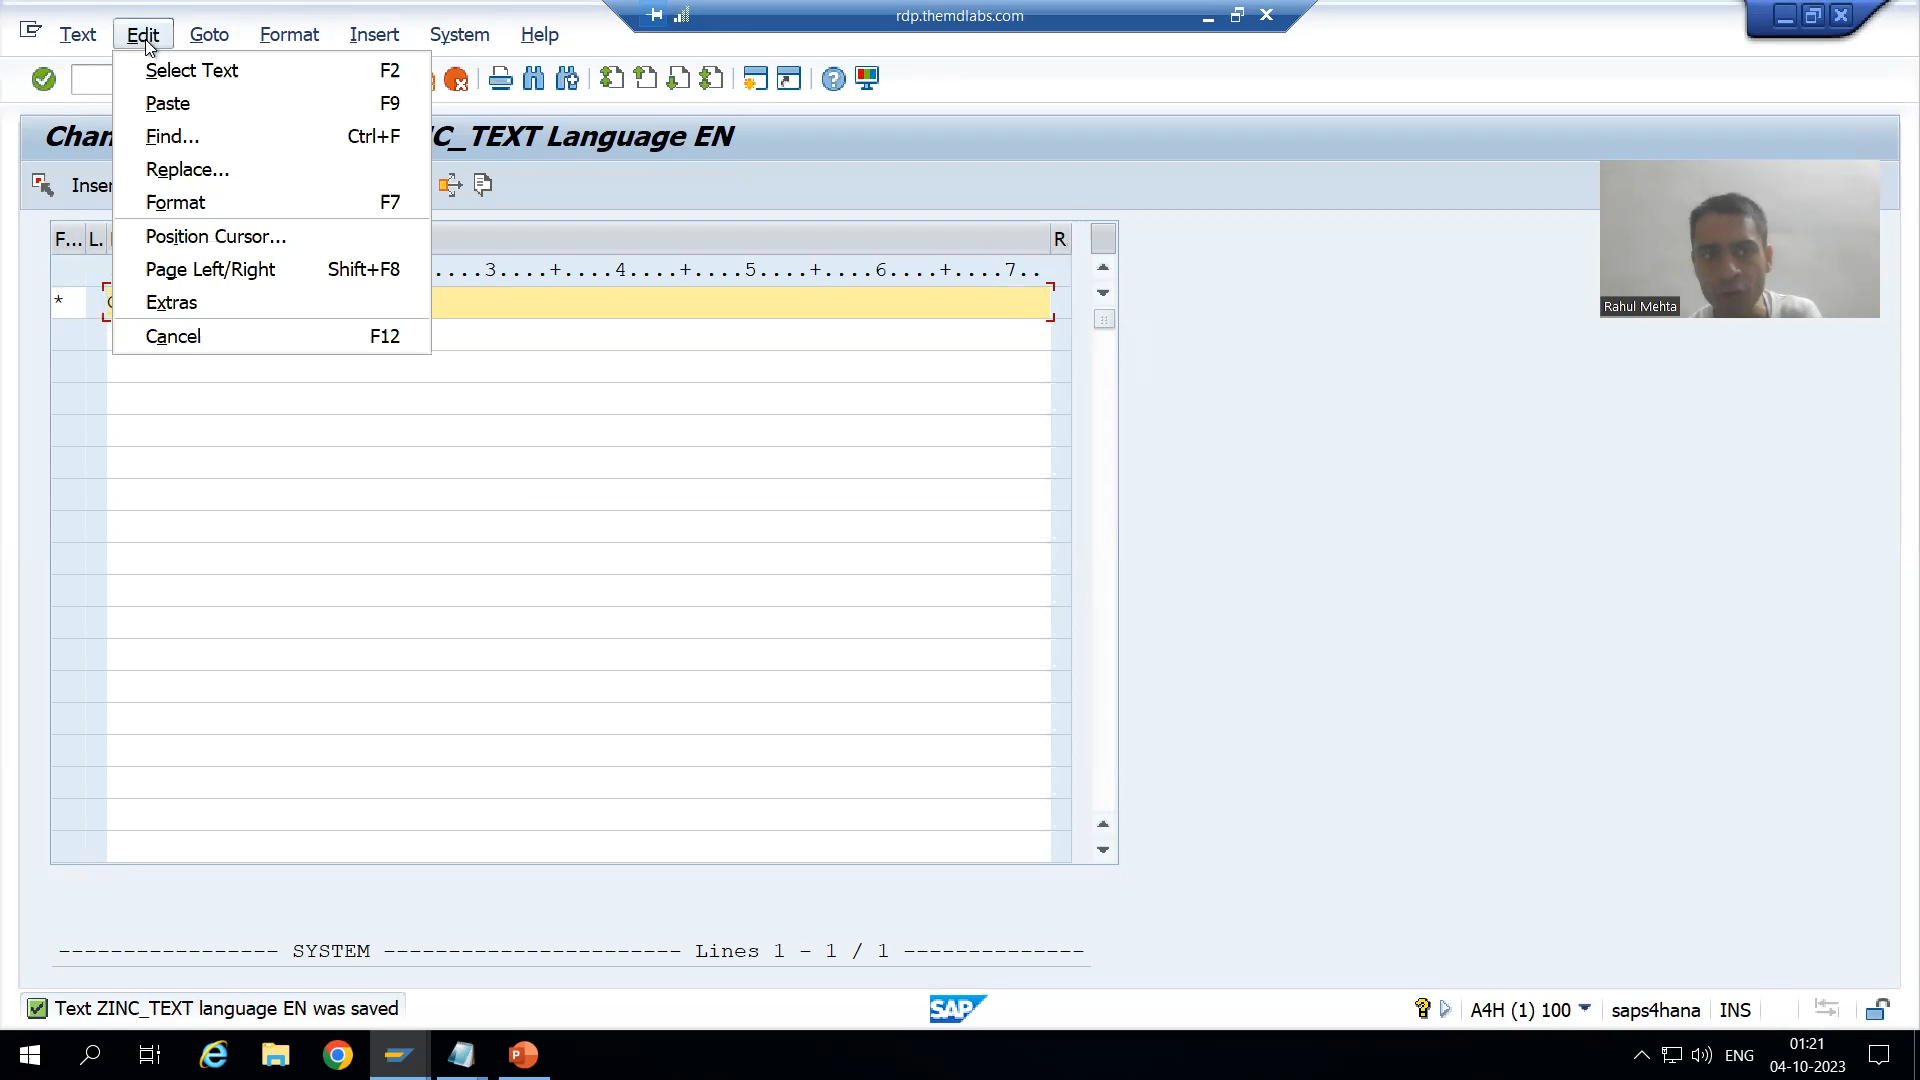 rdp.themdlabs.com
Text Edit Goto Format Insert System Help
Select Text F2
Paste F9
Find... Ctrl+F
Replace...
Format F7
Position Cursor...
Page Left/Right Shift+F8
Extras
Cancel F12
C_TEXT Language EN
F... L.
R
....3....+....4....+....5....+....6....+....7..
*
Rahul Mehta
---------------- SYSTEM ---------------------- Lines 1 - 1 / 1 -------------
Text ZINC_TEXT language EN was saved
SAP
A4H (1) 100
saps4hana
INS
ENG
01:21
04-10-2023